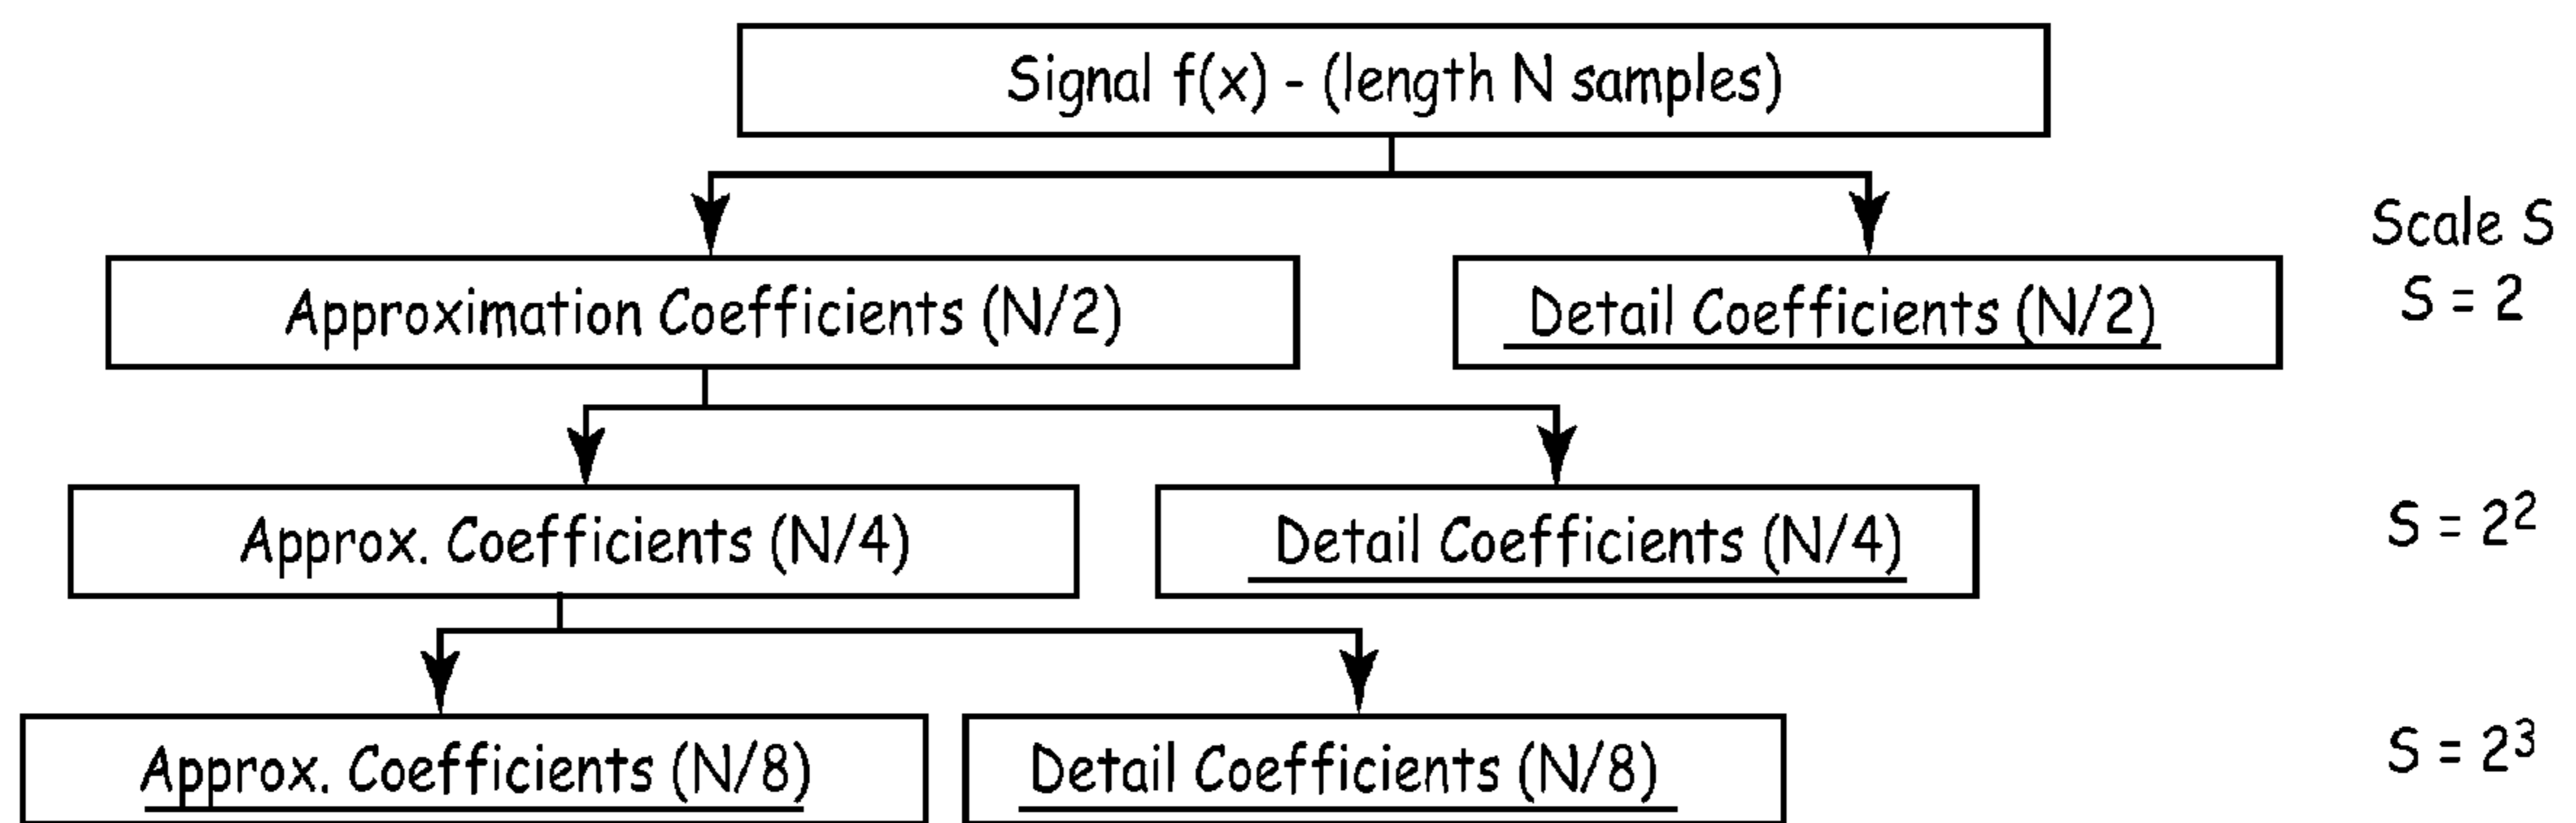 Signal f(x) - (length N samples)
Scale S
Approximation Coefficients (N/2)
Detail Coefficients (N/2)
S = 2
Approx. Coefficients (N/4)
Detail Coefficients (N/4)
S = 2²
Approx. Coefficients (N/8)
Detail Coefficients (N/8)
S = 2³